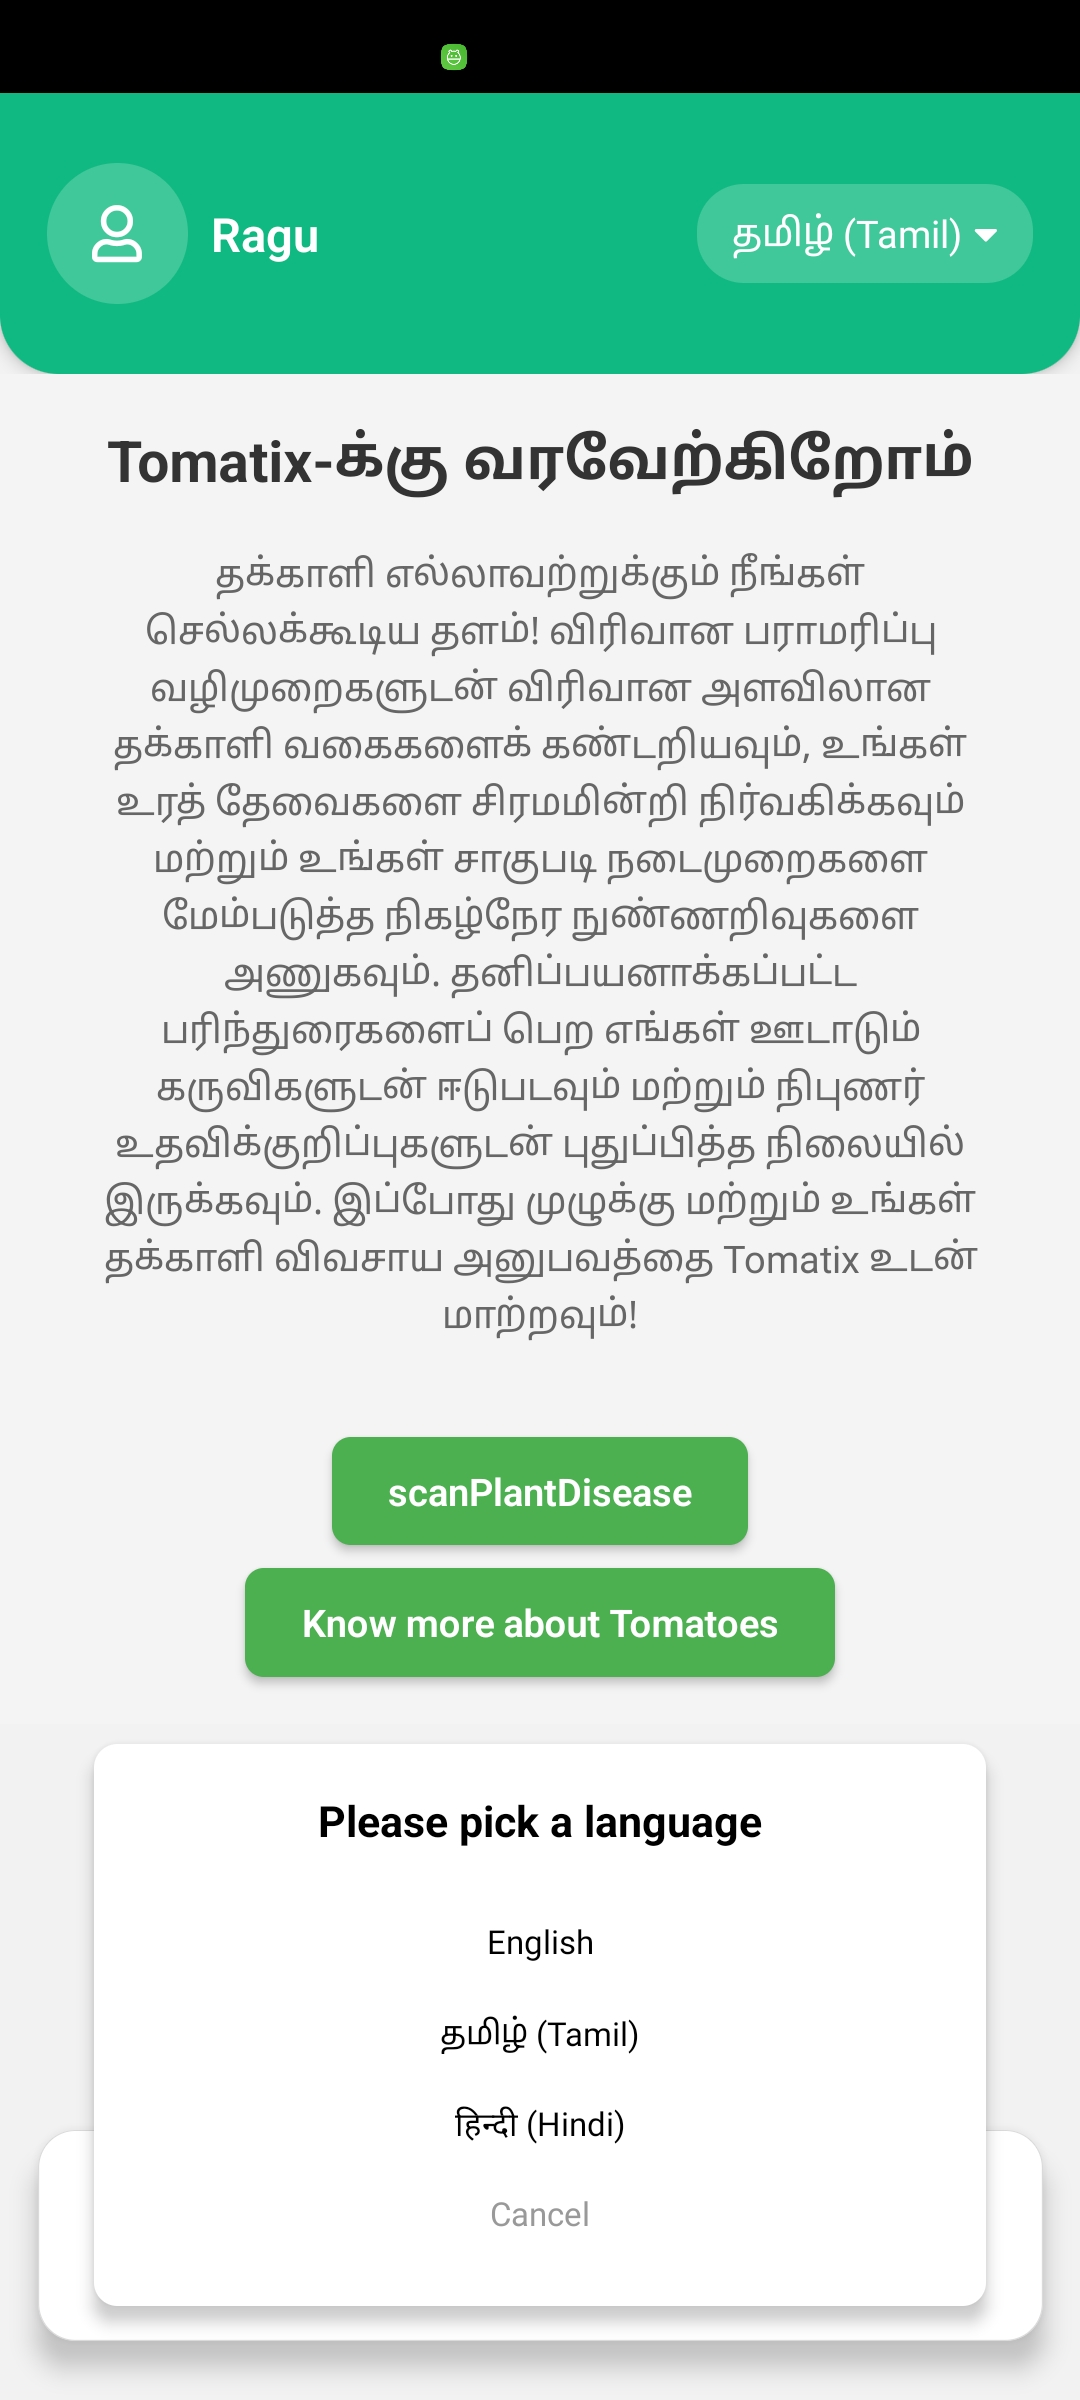 Ragu
தமிழ் (Tamil)
Tomatix-க்கு வரவேற்கிறோம்
தக்காளி எல்லாவற்றுக்கும் நீங்கள்
செல்லக்கூடிய தளம்! விரிவான பராமரிப்பு
வழிமுறைகளுடன் விரிவான அளவிலான
தக்காளி வகைகளைக் கண்டறியவும், உங்கள்
உரத் தேவைகளை சிரமமின்றி நிர்வகிக்கவும்
மற்றும் உங்கள் சாகுபடி நடைமுறைகளை
மேம்படுத்த நிகழ்நேர நுண்ணறிவுகளை
அணுகவும். தனிப்பயனாக்கப்பட்ட
பரிந்துரைகளைப் பெற எங்கள் ஊடாடும்
கருவிகளுடன் ஈடுபடவும் மற்றும் நிபுணர்
உதவிக்குறிப்புகளுடன் புதுப்பித்த நிலையில்
இருக்கவும். இப்போது முழுக்கு மற்றும் உங்கள்
தக்காளி விவசாய அனுபவத்தை Tomatix உடன்
மாற்றவும்!
scanPlantDisease
Know more about Tomatoes
Please pick a language
English
தமிழ் (Tamil)
हिन्दी (Hindi)
Cancel